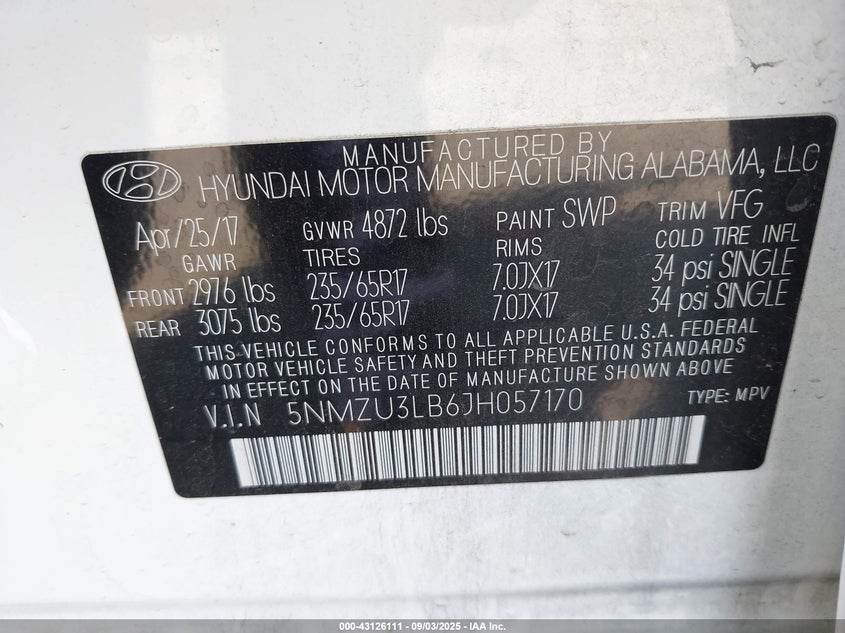 MANUFACTURED BY
HYUNDAI MOTOR MANUFACTURING ALABAMA, LLC
Apr/25/17 GVWR 4872 lbs PAINT SWP TRIM VFG
GAWR TIRES RIMS COLD TIRE INFL
FRONT 2976 lbs 235/65R17 7.0JX17 34 psi SINGLE
REAR 3075 lbs 235/65R17 7.0JX17 34 psi SINGLE
THIS VEHICLE CONFORMS TO ALL APPLICABLE U.S.A. FEDERAL
MOTOR VEHICLE SAFETY AND THEFT PREVENTION STANDARDS
IN EFFECT ON THE DATE OF MANUFACTURE SHOWN ABOVE
V.I.N 5NMZU3LB6JH057170 TYPE: MPV
000-43126111 - 09/03/2025 - IAA Inc.